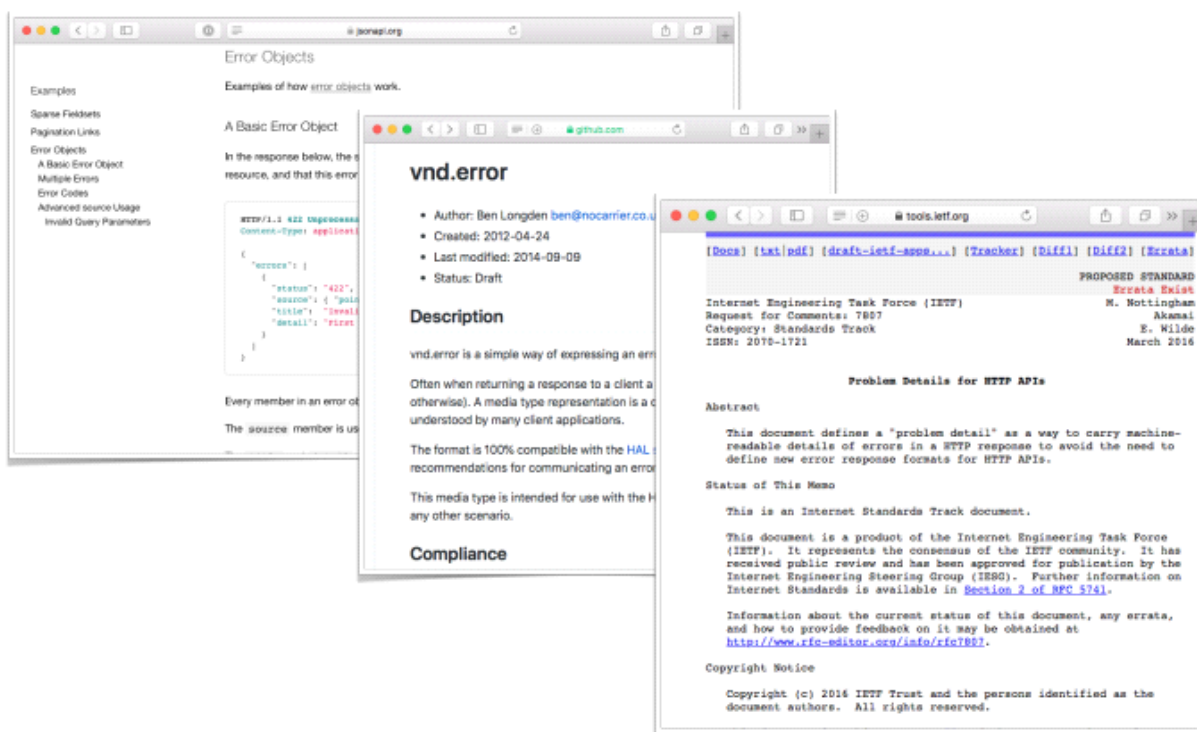 jsonapi.org
Error Objects
Examples of how error objects work.
Examples
Sparse Fieldsets
Pagination Links
Error Objects
A Basic Error Object
Multiple Errors
Error Codes
Advanced source Usage
Invalid Query Parameters
A Basic Error Object
In the response below, the s
resource, and that this error
HTTP/1.1 422 Unprocessa
Content-Type: applicati
{
"errors": [
{
"status": "422",
"source": { "poin
"title": "Invali
"detail": "First
}
]
}
Every member in an error ob
The source member is us
github.com
vnd.error
• Author: Ben Longden ben@nocarrier.co.u
• Created: 2012-04-24
• Last modified: 2014-09-09
• Status: Draft
Description
vnd.error is a simple way of expressing an err
Often when returning a response to a client a
otherwise). A media type representation is a c
understood by many client applications.
The format is 100% compatible with the HAL s
recommendations for communicating an erro
This media type is intended for use with the H
any other scenario.
Compliance
tools.ietf.org
[Docs] [txt|pdf] [draft-ietf-apps...] [Tracker] [Diff1] [Diff2] [Errata]
PROPOSED STANDARD
Errata Exist
Internet Engineering Task Force (IETF) M. Nottingham
Request for Comments: 7807 Akamai
Category: Standards Track E. Wilde
ISSN: 2070-1721 March 2016
Problem Details for HTTP APIs
Abstract
This document defines a "problem detail" as a way to carry machine-
readable details of errors in a HTTP response to avoid the need to
define new error response formats for HTTP APIs.
Status of This Memo
This is an Internet Standards Track document.
This document is a product of the Internet Engineering Task Force
(IETF). It represents the consensus of the IETF community. It has
received public review and has been approved for publication by the
Internet Engineering Steering Group (IESG). Further information on
Internet Standards is available in Section 2 of RFC 5741.
Information about the current status of this document, any errata,
and how to provide feedback on it may be obtained at
http://www.rfc-editor.org/info/rfc7807.
Copyright Notice
Copyright (c) 2016 IETF Trust and the persons identified as the
document authors. All rights reserved.